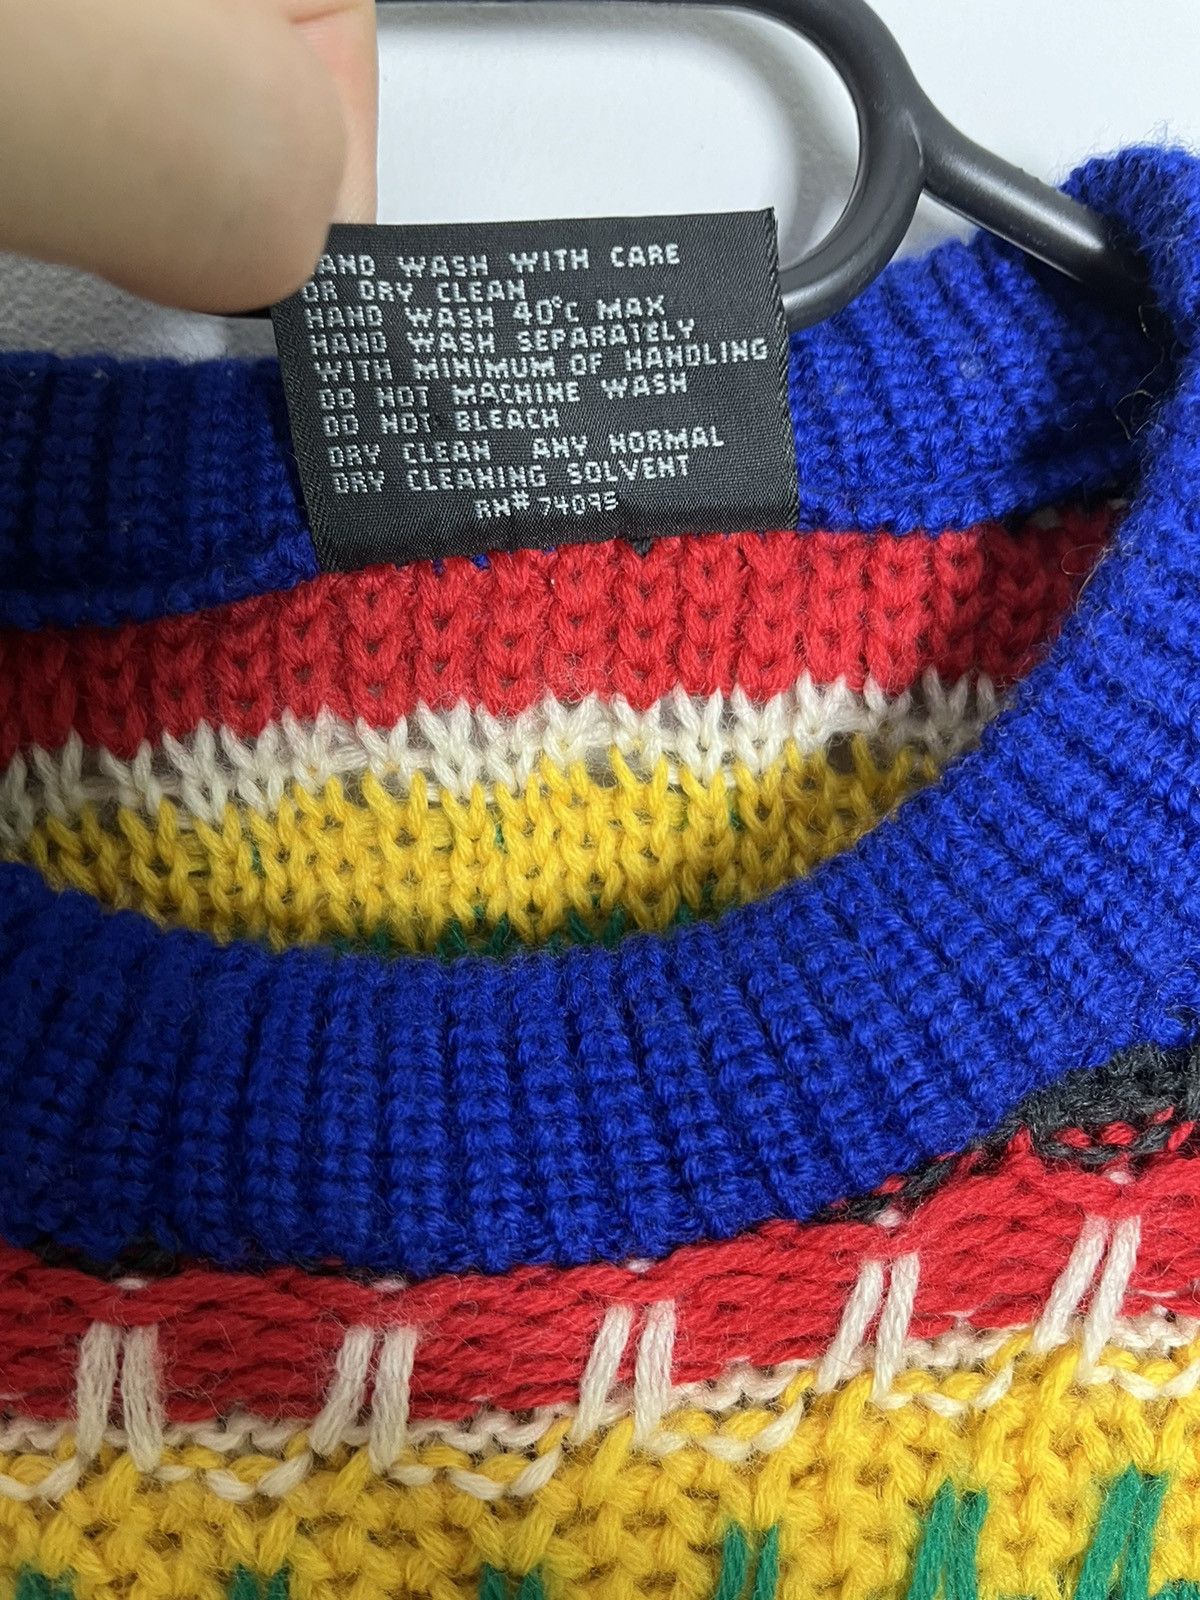 HAND WASH WITH CARE
OR DRY CLEAN
HAND WASH 40°C MAX
HAND WASH SEPARATELY
WITH MINIMUM OF HANDLING
DO NOT MACHINE WASH
DO NOT BLEACH
DRY CLEAN ANY NORMAL
DRY CLEANING SOLVENT
RN# 74095